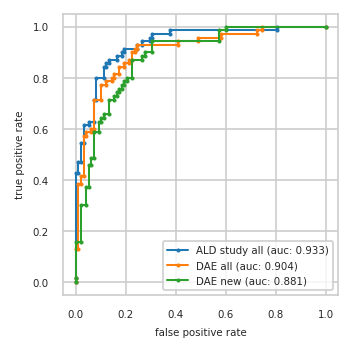 1.0
0.8
0.6
0.4
0.2
0.0
true positive rate
ALD study all (auc: 0.933)
DAE all (auc: 0.904)
DAE new (auc: 0.881)
0.0 0.2 0.4 0.6 0.8 1.0
false positive rate